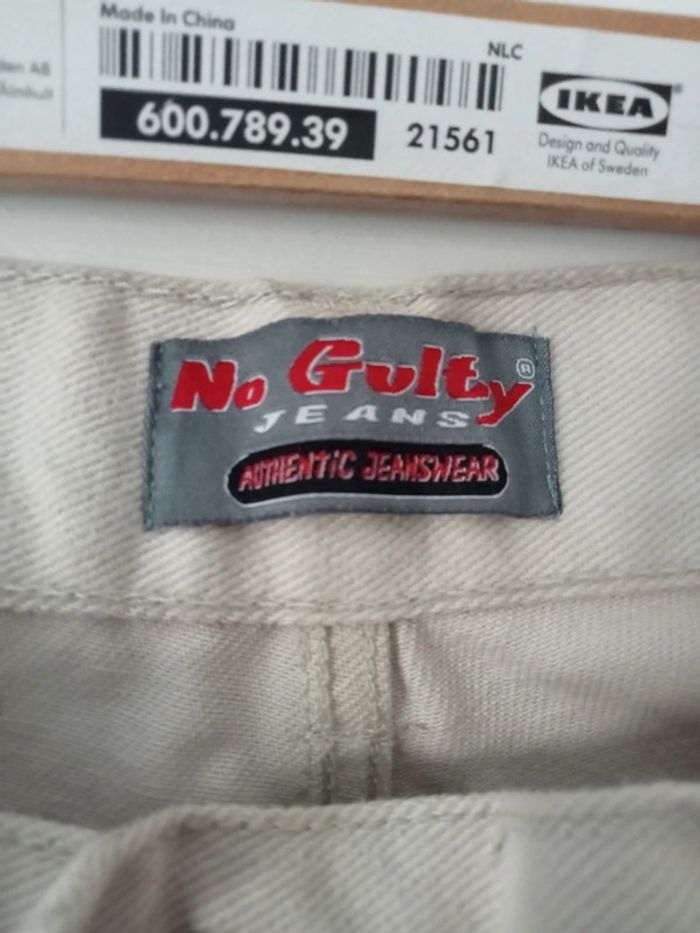 Made In China
NLC
600.789.39
21561
IKEA
Design and Quality
IKEA of Sweden
No Gulty ®
JEANS
AUTHENTIC JEANSWEAR